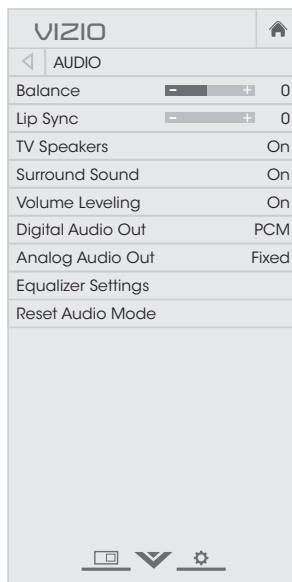 VIZIO
AUDIO
Balance - + 0
Lip Sync - + 0
TV Speakers On
Surround Sound On
Volume Leveling On
Digital Audio Out PCM
Analog Audio Out Fixed
Equalizer Settings
Reset Audio Mode